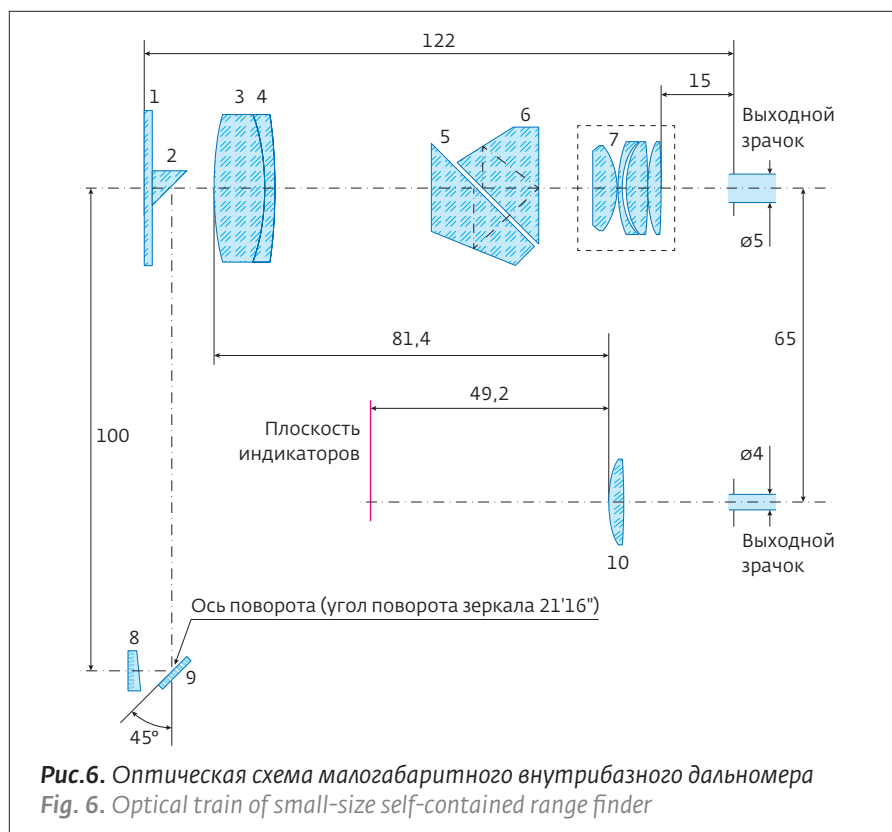 122
15
1
3 4
6
2
5
7
Выходной
зрачок
ø5
81,4
65
49,2
100
Плоскость
индикаторов
ø4
10
Выходной
зрачок
Ось поворота (угол поворота зеркала 21'16")
8
9
45°
Рис.6. Оптическая схема малогабаритного внутрибазного дальномера
Fig. 6. Optical train of small-size self-contained range finder